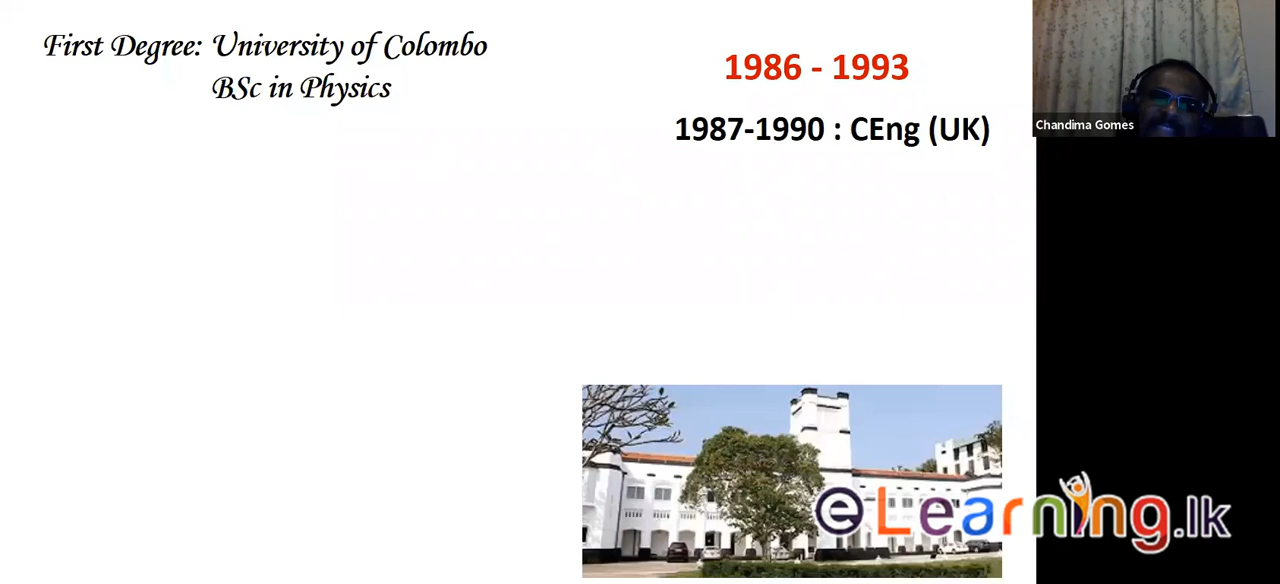 First Degree: University of Colombo
BSc in Physics
1986 - 1993
1987-1990 : CEng (UK)
Chandima Gomes
eLearning.lk